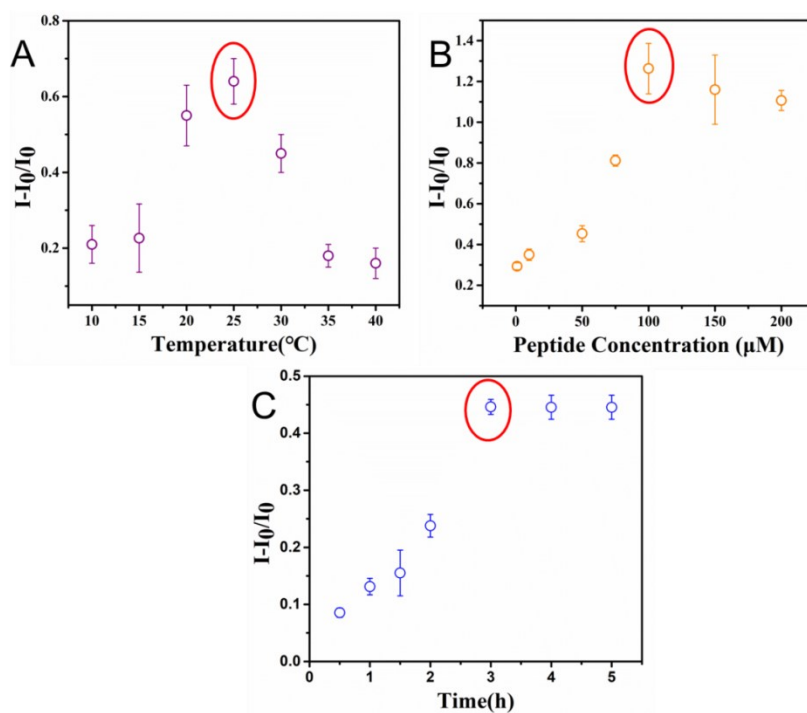 A
I-I0/I0
0.8
0.6
0.4
0.2
10 15 20 25 30 35 40
Temperature(°C)
B
I-I0/I0
1.4
1.2
1.0
0.8
0.6
0.4
0.2
0 50 100 150 200
Peptide Concentration (µM)
C
I-I0/I0
0.5
0.4
0.3
0.2
0.1
0.0
0 1 2 3 4 5
Time(h)